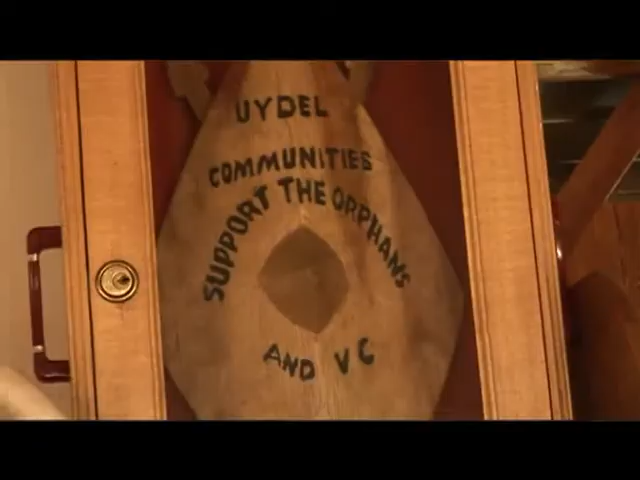 UYDEL
COMMUNITIES
SUPPORT THE ORPHANS
AND VC